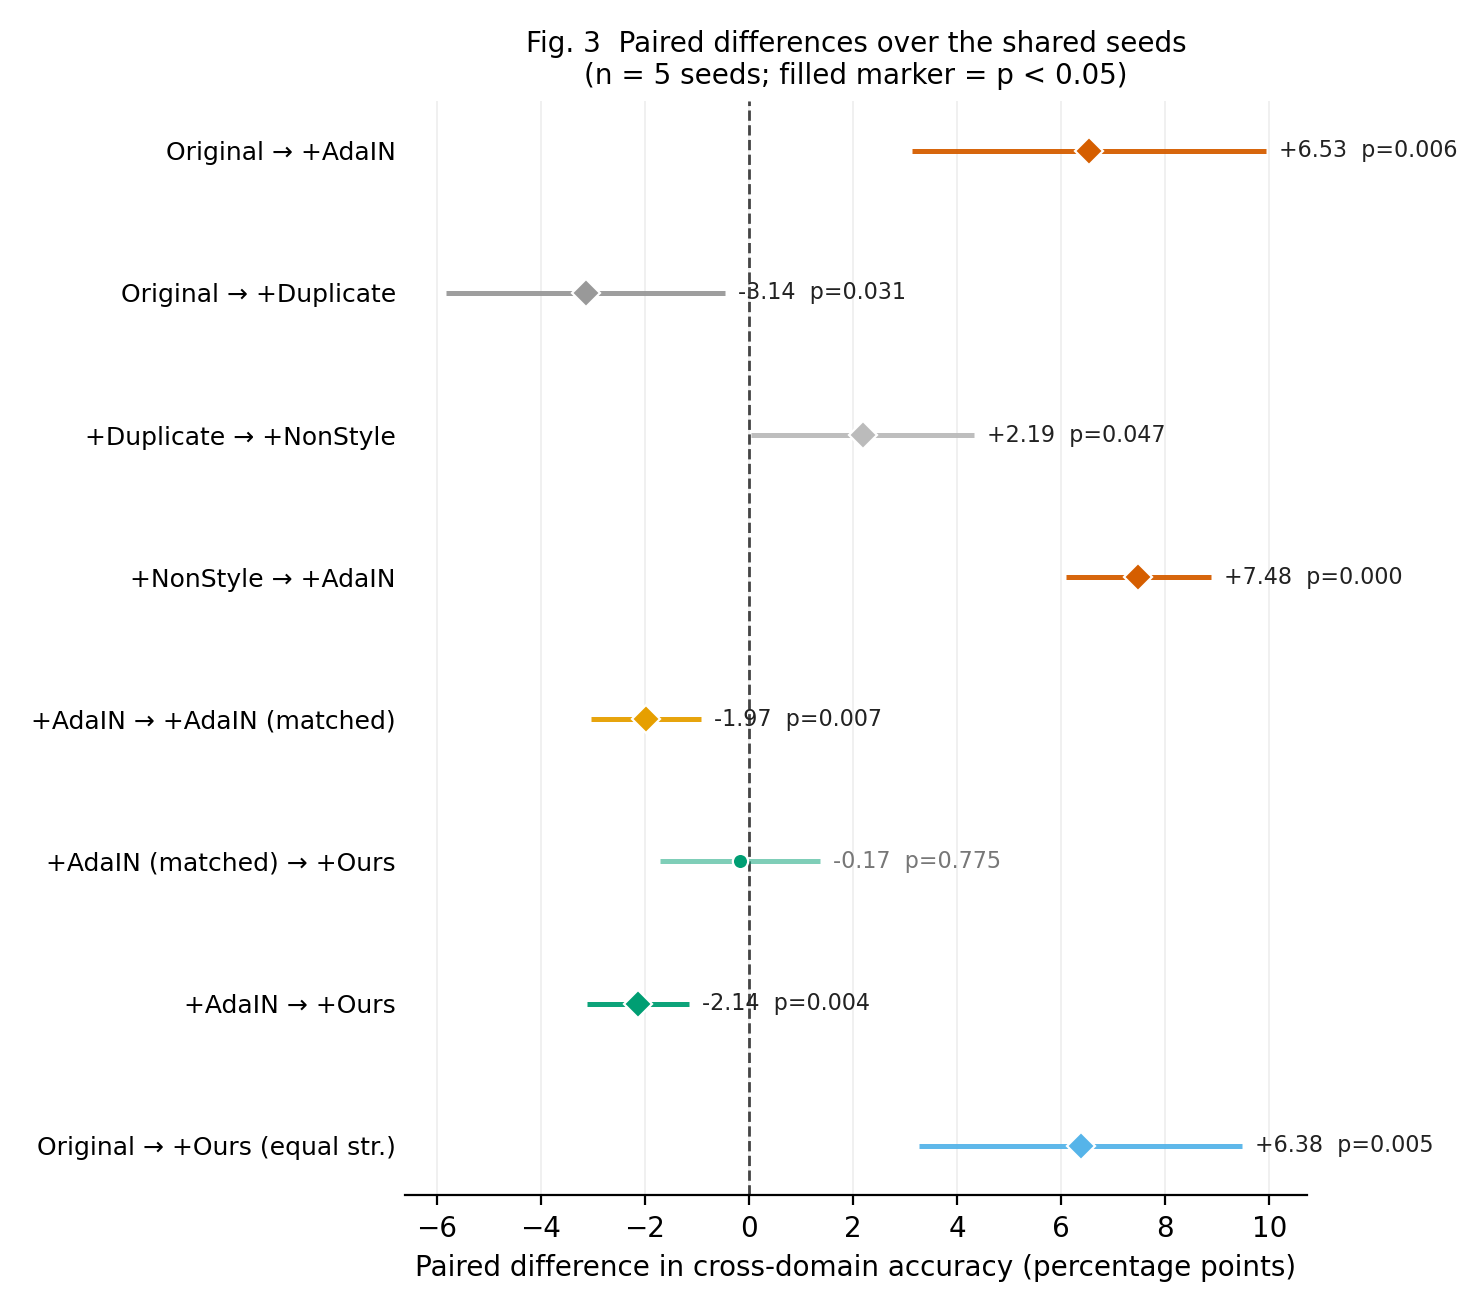 Fig. 3  Paired differences over the shared seeds
(n = 5 seeds; filled marker = p < 0.05)
Original → +AdaIN
+6.53  p=0.006
Original → +Duplicate
-3.14  p=0.031
+Duplicate → +NonStyle
+2.19  p=0.047
+NonStyle → +AdaIN
+7.48  p=0.000
+AdaIN → +AdaIN (matched)
-1.97  p=0.007
+AdaIN (matched) → +Ours
-0.17  p=0.775
+AdaIN → +Ours
-2.14  p=0.004
Original → +Ours (equal str.)
+6.38  p=0.005
−6 −4 −2 0 2 4 6 8 10
Paired difference in cross-domain accuracy (percentage points)